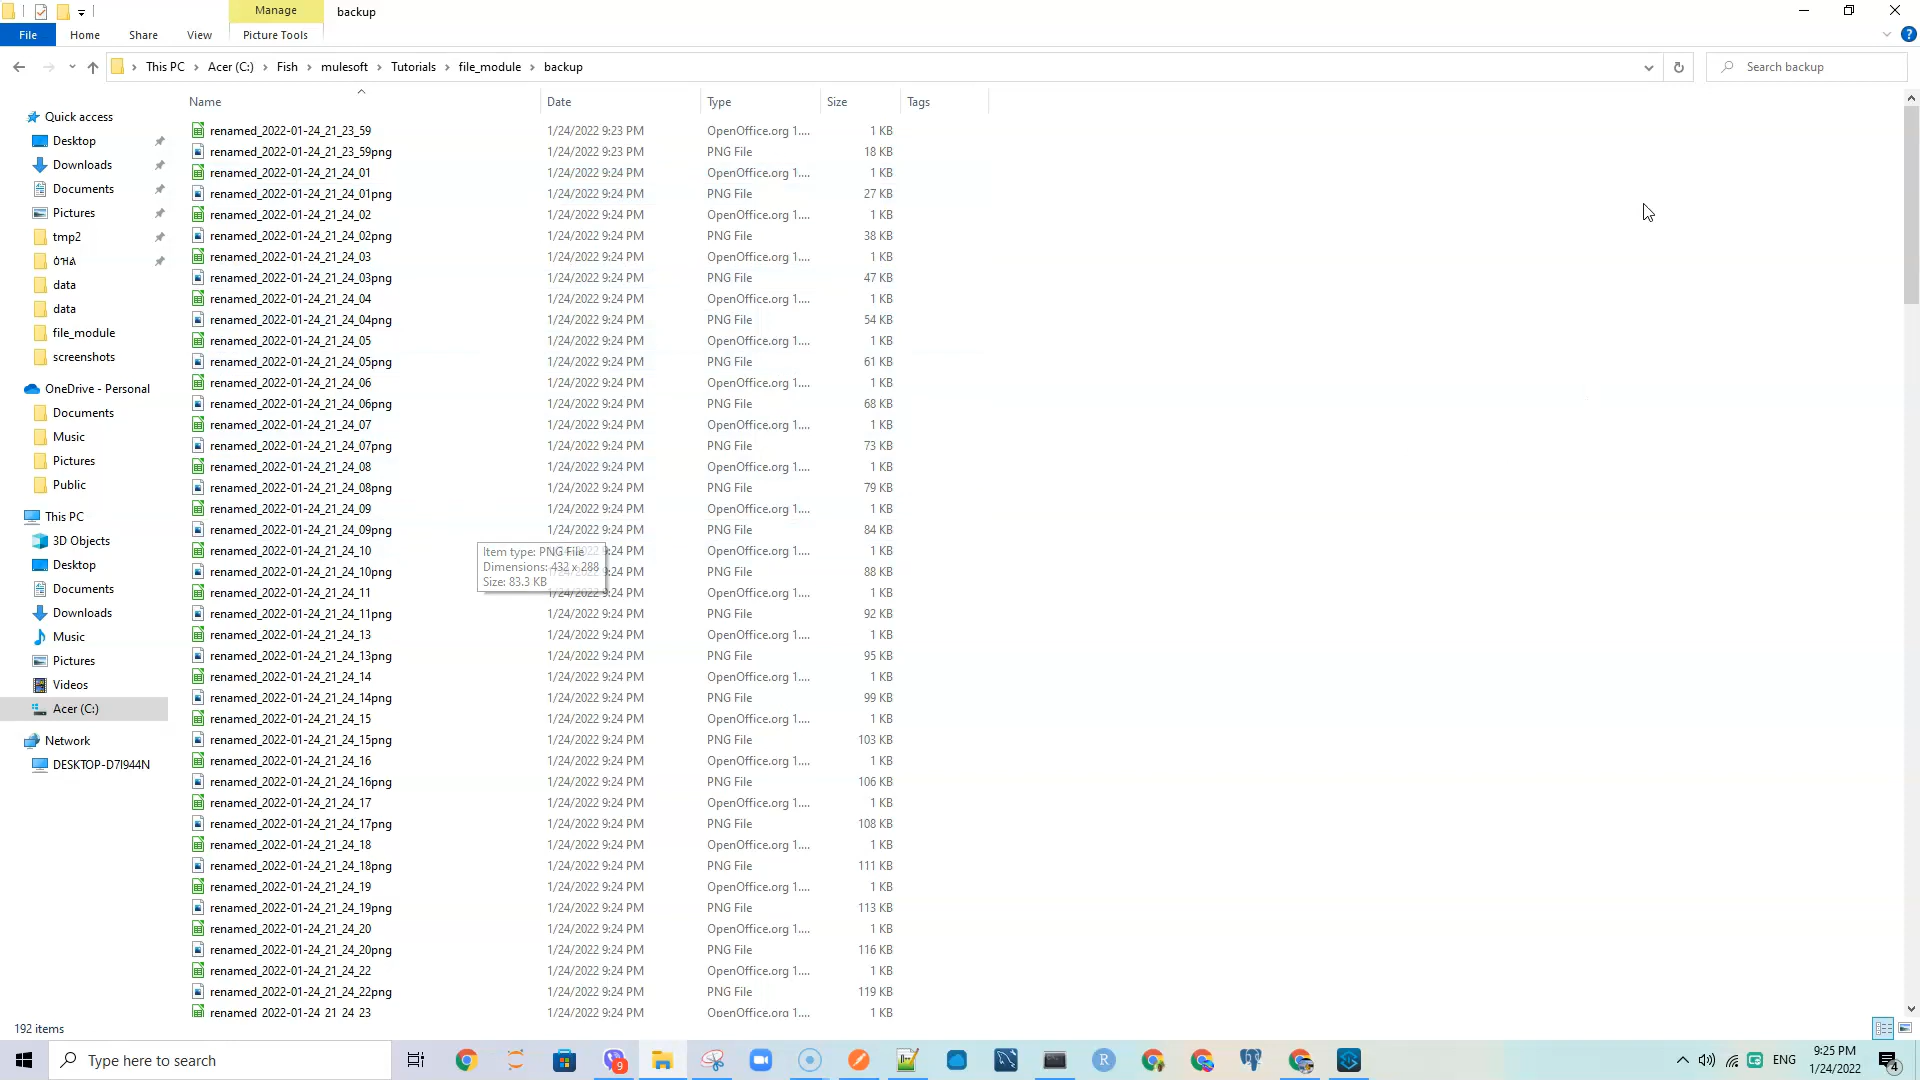 Manage
backup
File
Home
Share
View
Picture Tools
This PC
Acer (C:)
Fish
mulesoft
Tutorials
file_module
backup
Search backup
Name
Date
Type
Size
Tags
Quick access
Desktop
Downloads
Documents
Pictures
tmp2
data
data
file_module
screenshots
OneDrive - Personal
Documents
Music
Pictures
Public
This PC
3D Objects
Desktop
Documents
Downloads
Music
Pictures
Videos
Acer (C:)
Network
DESKTOP-D7I944N
renamed_2022-01-24_21_23_59 1/24/2022 9:23 PM OpenOffice.org 1.... 1 KB
renamed_2022-01-24_21_23_59png 1/24/2022 9:23 PM PNG File 18 KB
renamed_2022-01-24_21_24_01 1/24/2022 9:24 PM OpenOffice.org 1.... 1 KB
renamed_2022-01-24_21_24_01png 1/24/2022 9:24 PM PNG File 27 KB
renamed_2022-01-24_21_24_02 1/24/2022 9:24 PM OpenOffice.org 1.... 1 KB
renamed_2022-01-24_21_24_02png 1/24/2022 9:24 PM PNG File 38 KB
renamed_2022-01-24_21_24_03 1/24/2022 9:24 PM OpenOffice.org 1.... 1 KB
renamed_2022-01-24_21_24_03png 1/24/2022 9:24 PM PNG File 47 KB
renamed_2022-01-24_21_24_04 1/24/2022 9:24 PM OpenOffice.org 1.... 1 KB
renamed_2022-01-24_21_24_04png 1/24/2022 9:24 PM PNG File 54 KB
renamed_2022-01-24_21_24_05 1/24/2022 9:24 PM OpenOffice.org 1.... 1 KB
renamed_2022-01-24_21_24_05png 1/24/2022 9:24 PM PNG File 61 KB
renamed_2022-01-24_21_24_06 1/24/2022 9:24 PM OpenOffice.org 1.... 1 KB
renamed_2022-01-24_21_24_06png 1/24/2022 9:24 PM PNG File 68 KB
renamed_2022-01-24_21_24_07 1/24/2022 9:24 PM OpenOffice.org 1.... 1 KB
renamed_2022-01-24_21_24_07png 1/24/2022 9:24 PM PNG File 73 KB
renamed_2022-01-24_21_24_08 1/24/2022 9:24 PM OpenOffice.org 1.... 1 KB
renamed_2022-01-24_21_24_08png 1/24/2022 9:24 PM PNG File 79 KB
renamed_2022-01-24_21_24_09 1/24/2022 9:24 PM OpenOffice.org 1.... 1 KB
renamed_2022-01-24_21_24_09png 1/24/2022 9:24 PM PNG File 84 KB
renamed_2022-01-24_21_24_10 9:24 PM OpenOffice.org 1.... 1 KB
renamed_2022-01-24_21_24_10png 9:24 PM PNG File 88 KB
renamed_2022-01-24_21_24_11 1/24/2022 9:24 PM OpenOffice.org 1.... 1 KB
renamed_2022-01-24_21_24_11png 1/24/2022 9:24 PM PNG File 92 KB
renamed_2022-01-24_21_24_13 1/24/2022 9:24 PM OpenOffice.org 1.... 1 KB
renamed_2022-01-24_21_24_13png 1/24/2022 9:24 PM PNG File 95 KB
renamed_2022-01-24_21_24_14 1/24/2022 9:24 PM OpenOffice.org 1.... 1 KB
renamed_2022-01-24_21_24_14png 1/24/2022 9:24 PM PNG File 99 KB
renamed_2022-01-24_21_24_15 1/24/2022 9:24 PM OpenOffice.org 1.... 1 KB
renamed_2022-01-24_21_24_15png 1/24/2022 9:24 PM PNG File 103 KB
renamed_2022-01-24_21_24_16 1/24/2022 9:24 PM OpenOffice.org 1.... 1 KB
renamed_2022-01-24_21_24_16png 1/24/2022 9:24 PM PNG File 106 KB
renamed_2022-01-24_21_24_17 1/24/2022 9:24 PM OpenOffice.org 1.... 1 KB
renamed_2022-01-24_21_24_17png 1/24/2022 9:24 PM PNG File 108 KB
renamed_2022-01-24_21_24_18 1/24/2022 9:24 PM OpenOffice.org 1.... 1 KB
renamed_2022-01-24_21_24_18png 1/24/2022 9:24 PM PNG File 111 KB
renamed_2022-01-24_21_24_19 1/24/2022 9:24 PM OpenOffice.org 1.... 1 KB
renamed_2022-01-24_21_24_19png 1/24/2022 9:24 PM PNG File 113 KB
renamed_2022-01-24_21_24_20 1/24/2022 9:24 PM OpenOffice.org 1.... 1 KB
renamed_2022-01-24_21_24_20png 1/24/2022 9:24 PM PNG File 116 KB
renamed_2022-01-24_21_24_22 1/24/2022 9:24 PM OpenOffice.org 1.... 1 KB
renamed_2022-01-24_21_24_22png 1/24/2022 9:24 PM PNG File 119 KB
renamed_2022-01-24_21_24_23 1/24/2022 9:24 PM OpenOffice.org 1.... 1 KB
Item type: PNG File
Dimensions: 432 x 288
Size: 83.3 KB
192 items
Type here to search
9
R
ENG
9:25 PM
1/24/2022
4